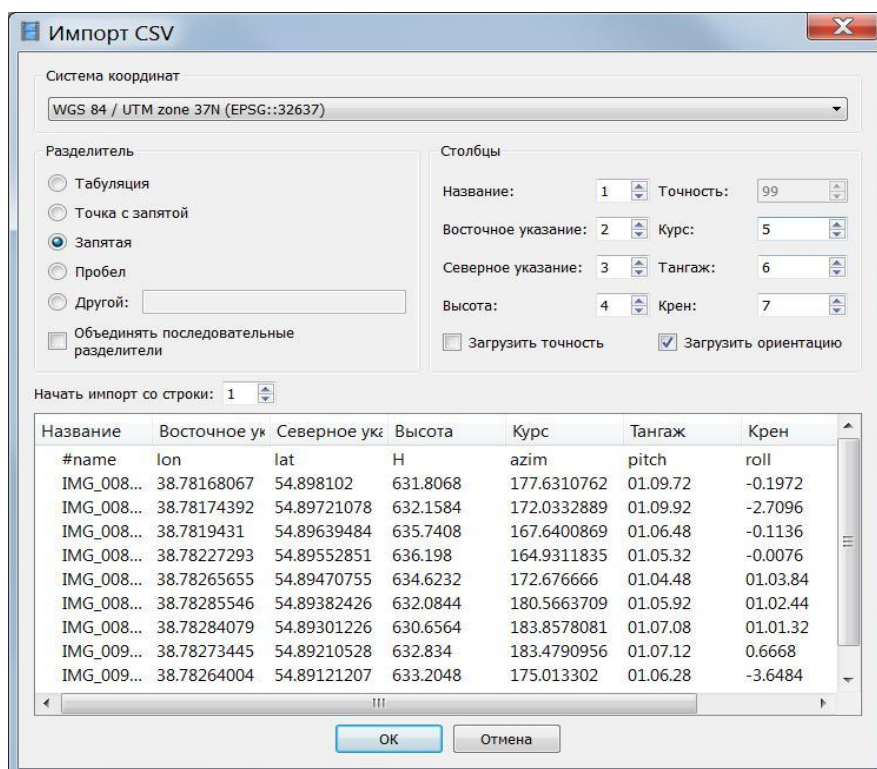 Импорт CSV
Система координат
WGS 84 / UTM zone 37N (EPSG::32637)
Разделитель
Табуляция
Точка с запятой
Запятая
Пробел
Другой:
Объединять последовательные
разделители
Столбцы
Название: 1 Точность: 99
Восточное указание: 2 Курс: 5
Северное указание: 3 Тангаж: 6
Высота: 4 Крен: 7
Загрузить точность Загрузить ориентацию
Начать импорт со строки: 1
Название Восточное ук Северное ука Высота Курс Тангаж Крен
#name lon lat H azim pitch roll
IMG_008... 38.78168067 54.898102 631.8068 177.6310762 01.09.72 -0.1972
IMG_008... 38.78174392 54.89721078 632.1584 172.0332889 01.09.92 -2.7096
IMG_008... 38.7819431 54.89639484 635.7408 167.6400869 01.06.48 -0.1136
IMG_008... 38.78227293 54.89552851 636.198 164.9311835 01.05.32 -0.0076
IMG_008... 38.78265655 54.89470755 634.6232 172.676666 01.04.48 01.03.84
IMG_008... 38.78285546 54.89382426 632.0844 180.5663709 01.05.92 01.02.44
IMG_008... 38.78284079 54.89301226 630.6564 183.8578081 01.07.08 01.01.32
IMG_009... 38.78273445 54.89210528 632.834 183.4790956 01.07.12 0.6668
IMG_009... 38.78264004 54.89121207 633.2048 175.013302 01.06.28 -3.6484
OK Отмена